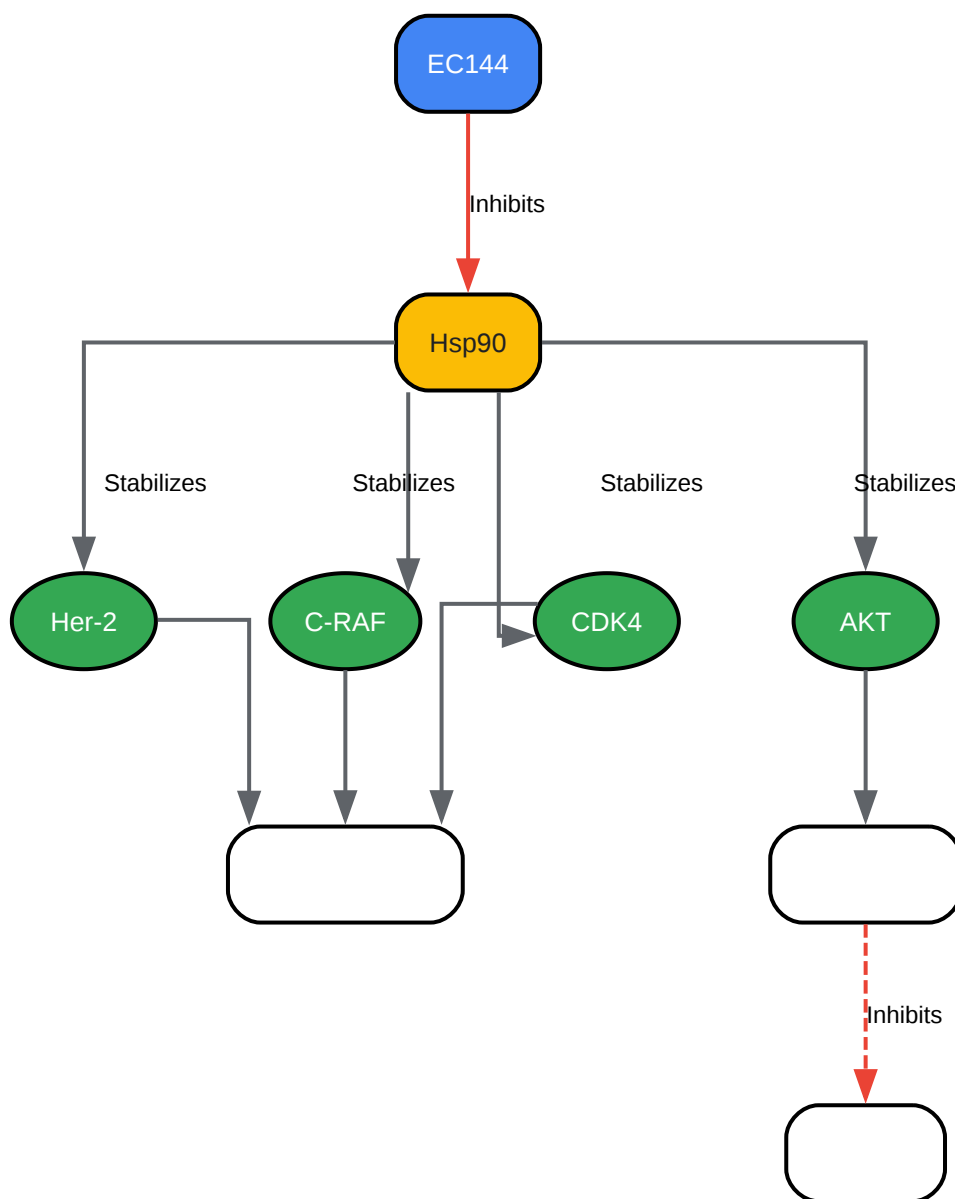 EC144
Inhibits
Hsp90
Stabilizes
Stabilizes
Stabilizes
Stabilizes
Her-2
C-RAF
CDK4
AKT
Inhibits